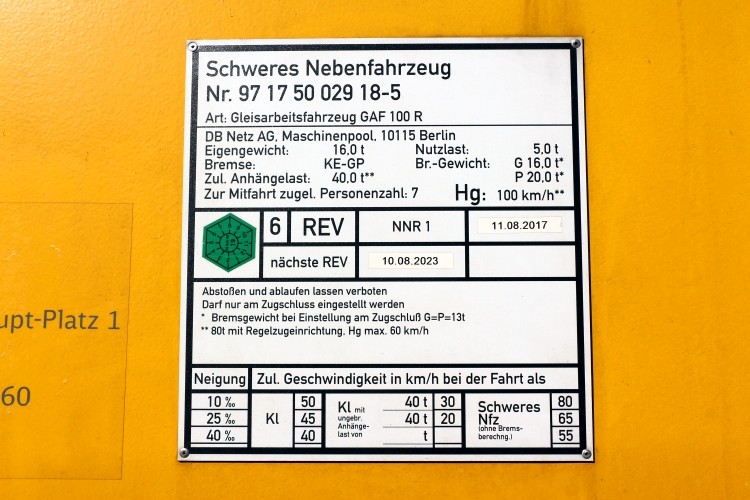 Schweres Nebenfahrzeug
Nr. 97 17 50 029 18-5
Art: Gleisarbeitsfahrzeug GAF 100 R
DB Netz AG, Maschinenpool, 10115 Berlin
Eigengewicht: 16,0 t Nutzlast: 5,0 t
Bremse: KE-GP Br.-Gewicht: G 16,0 t*
Zul. Anhängelast: 40,0 t** P 20,0 t*
Zur Mitfahrt zugel. Personenzahl: 7 Hg: 100 km/h**
6 REV NNR 1 11.08.2017
nächste REV 10.08.2023
Abstoßen und ablaufen lassen verboten
Darf nur am Zugschluss eingestellt werden
* Bremsgewicht bei Einstellung am Zugschluß G=P=13t
** 80t mit Regelzugeinrichtung, Hg max. 60 km/h
Neigung Zul. Geschwindigkeit in km/h bei der Fahrt als
10 ‰ 50 40 t 30 80
25 ‰ Kl 45 Kl mit ungebr. Anhänge- last von 40 t 20 Schweres Nfz (ohne Brems- berechng.) 65
40 ‰ 40 t 55
upt-Platz 1
60